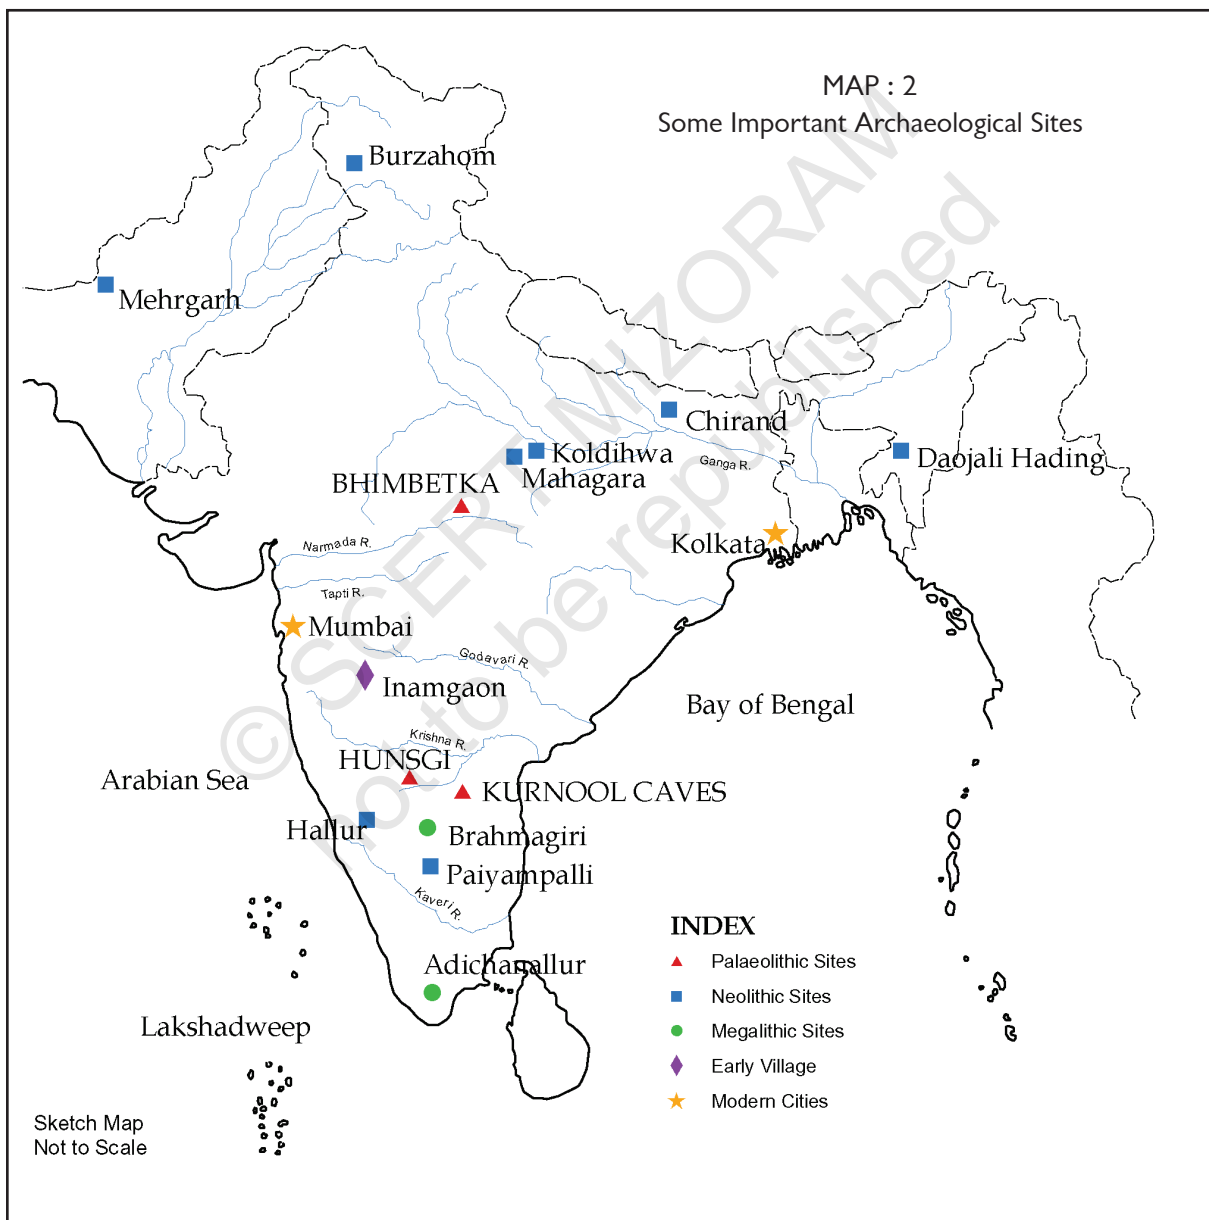 MAP : 2
Some Important Archaeological Sites
Burzahom
Mehrgarh
Chirand
Koldihwa
Mahagara
Ganga R.
Daojali Hading
BHIMBETKA
Narmada R.
Kolkata
Tapti R.
Mumbai
Godavari R.
Inamgaon
Bay of Bengal
Krishna R.
HUNSGI
Arabian Sea
KURNOOL CAVES
Hallur
Brahmagiri
Paiyampalli
Kaveri R.
Adichanallur
Lakshadweep
INDEX
Palaeolithic Sites
Neolithic Sites
Megalithic Sites
Early Village
Modern Cities
Sketch Map
Not to Scale
© SCERT MIZORAM
not to be republished